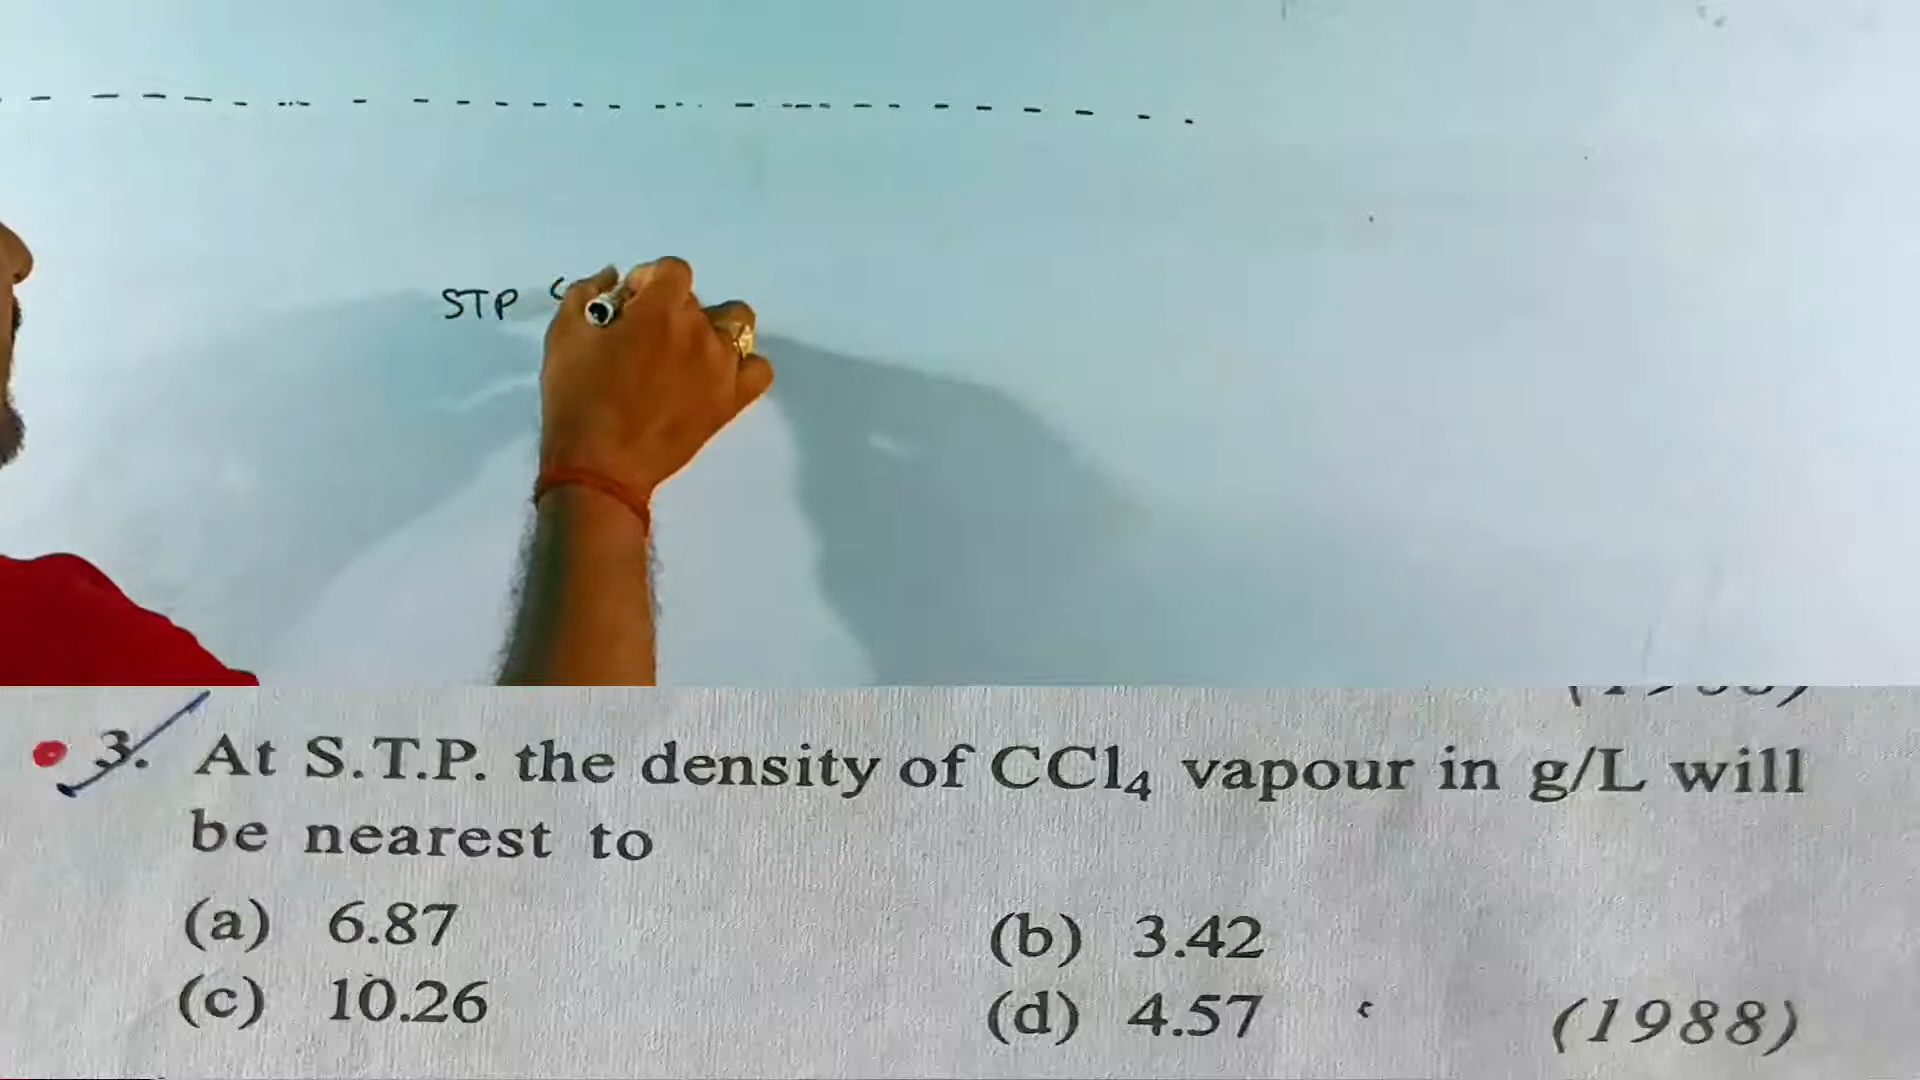 STP
3. At S.T.P. the density of CCl₄ vapour in g/L will
be nearest to
(a) 6.87 (b) 3.42
(c) 10.26 (d) 4.57 (1988)